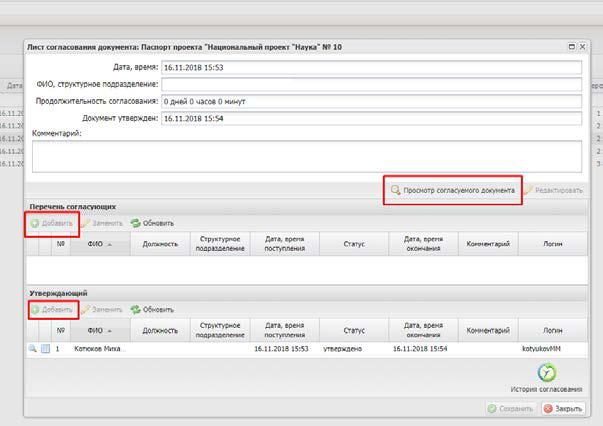 Лист согласования документа: Паспорт проекта "Национальный проект "Наука" № 10
Дата, время: 16.11.2018 15:53
ФИО, структурное подразделение:
Продолжительность согласования: 0 дней 0 часов 0 минут
Документ утвержден: 16.11.2018 15:54
Комментарий:
Просмотр согласуемого документа Редактировать
Перечень согласующих
Добавить Заменить Обновить
№ ФИО Должность Структурное подразделение Дата, время поступления Статус Дата, время окончания Комментарий Логин
Утверждающий
Добавить Заменить Обновить
№ ФИО Должность Структурное подразделение Дата, время поступления Статус Дата, время окончания Комментарий Логин
1 Котюков Миха... 16.11.2018 15:53 утверждено 16.11.2018 15:54 kotyukovMM
История согласования
Сохранить Закрыть